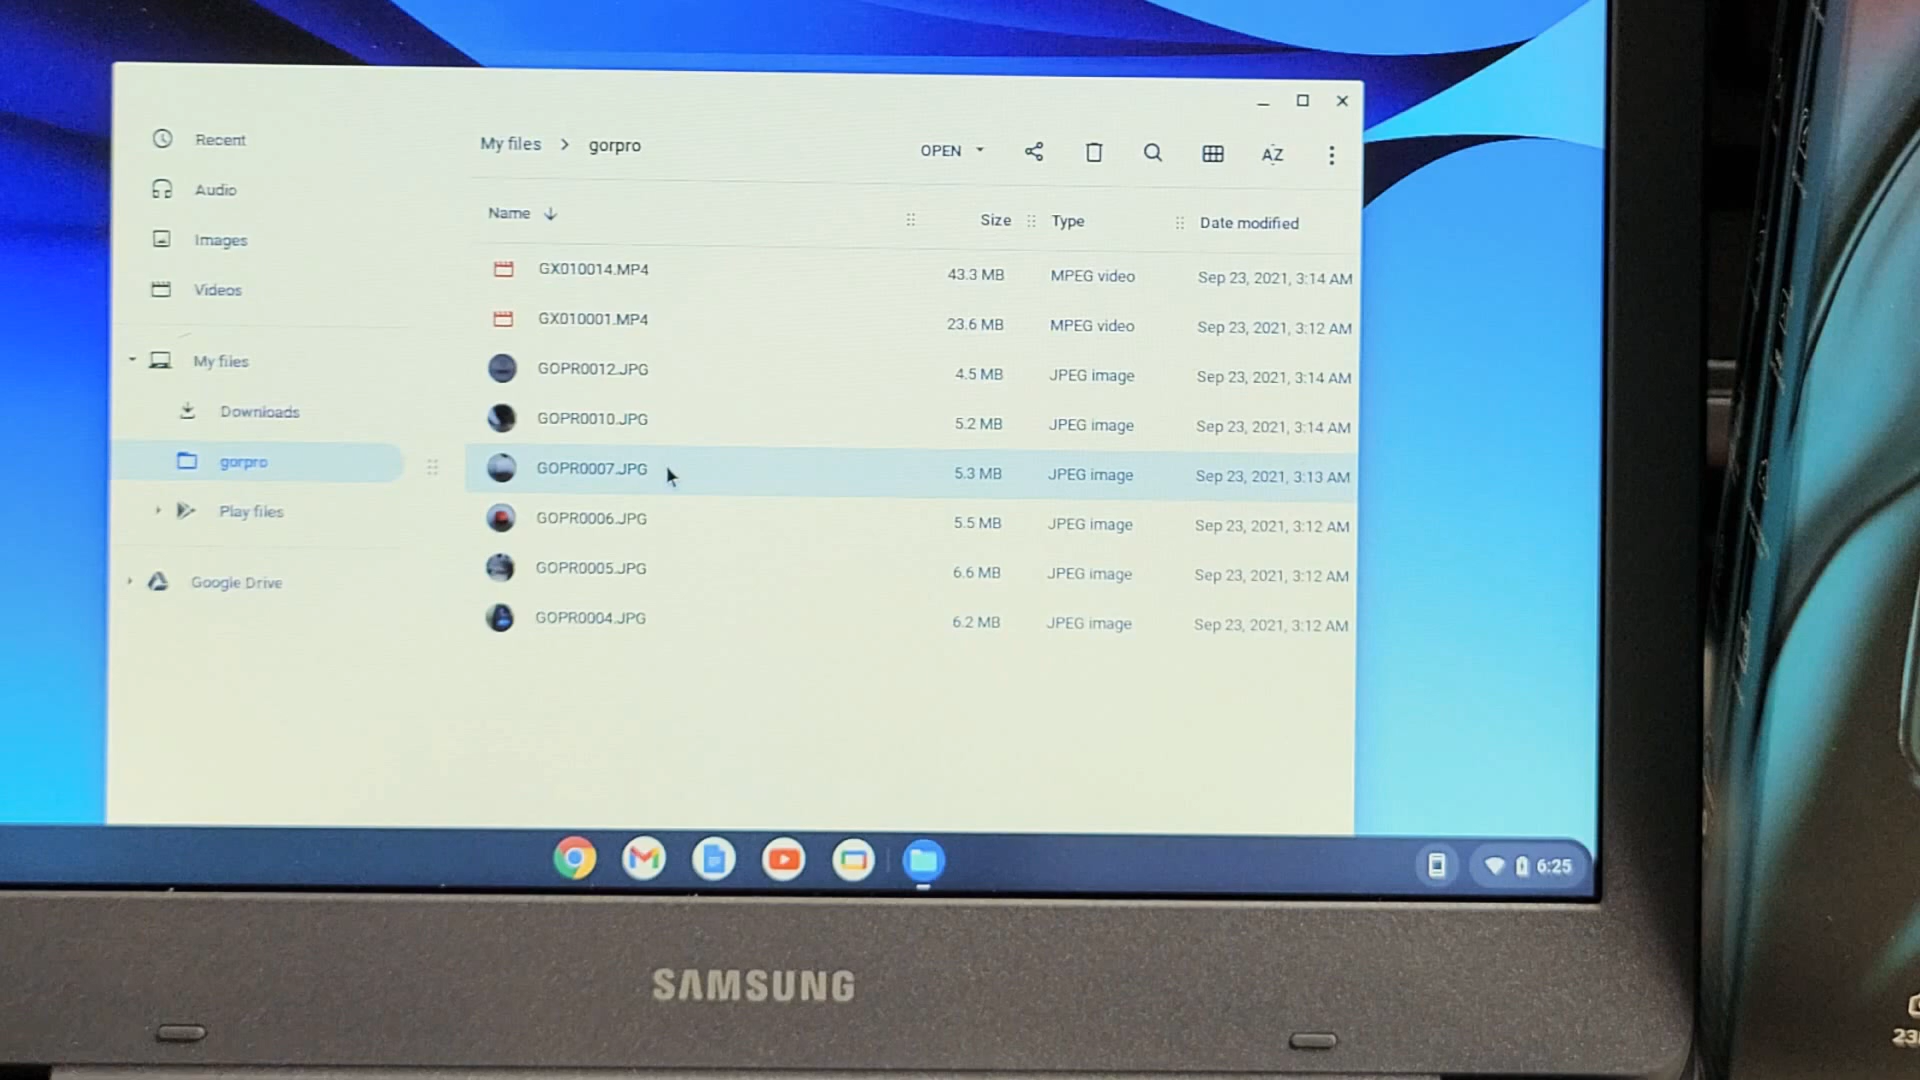 Recent
Audio
Images
Videos
My files
Downloads
gorpro
Play files
Google Drive
My files > gorpro
OPEN
AZ
Name Size Type Date modified
GX010014.MP4 43.3 MB MPEG video Sep 23, 2021, 3:14 AM
GX010001.MP4 23.6 MB MPEG video Sep 23, 2021, 3:12 AM
GOPR0012.JPG 4.5 MB JPEG image Sep 23, 2021, 3:14 AM
GOPR0010.JPG 5.2 MB JPEG image Sep 23, 2021, 3:14 AM
GOPR0007.JPG 5.3 MB JPEG image Sep 23, 2021, 3:13 AM
GOPR0006.JPG 5.5 MB JPEG image Sep 23, 2021, 3:12 AM
GOPR0005.JPG 6.6 MB JPEG image Sep 23, 2021, 3:12 AM
GOPR0004.JPG 6.2 MB JPEG image Sep 23, 2021, 3:12 AM
6:25
SAMSUNG